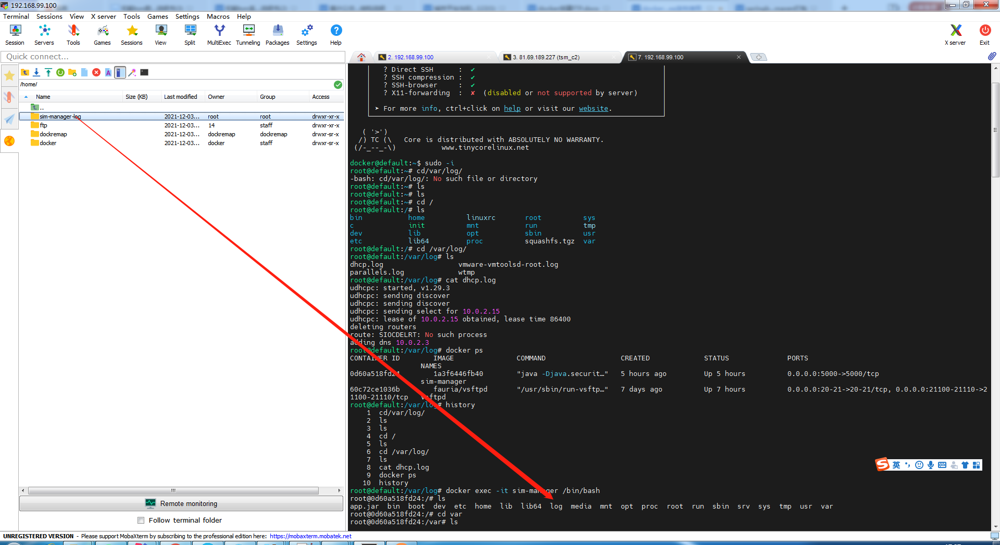 192.168.99.100
Terminal Sessions View X server Tools Games Settings Macros Help
Session Servers Tools Games Sessions View Split MultiExec Tunneling Packages Settings Help X server Exit
Quick connect...
2. 192.168.99.100
3. 81.69.189.227 (tsm_c2)
7. 192.168.99.100
/home/
Name Size (KB) Last modified Owner Group Access
..
sim-manager-log 2021-12-03... root root drwxr-xr-x
ftp 2021-12-03... 14 staff drwxr-xr-x
dockremap 2021-12-03... dockremap dockremap drwxr-sr-x
docker 2021-12-03... docker staff drwxr-sr-x
Remote monitoring
Follow terminal folder
? Direct SSH : ✔
? SSH compression : ✔
? SSH-browser : ✔
? X11-forwarding : ✘ (disabled or not supported by server)
➤ For more info, ctrl+click on help or visit our website.
( '>')
/) TC (\ Core is distributed with ABSOLUTELY NO WARRANTY.
(/-_--_-\) www.tinycorelinux.net
docker@default:~$ sudo -i
root@default:~# cd/var/log/
-bash: cd/var/log/: No such file or directory
root@default:~# ls
root@default:~# ls
root@default:~# cd /
root@default:/# ls
bin home linuxrc root sys
c init mnt run tmp
dev lib opt sbin usr
etc lib64 proc squashfs.tgz var
root@default:/# cd /var/log/
root@default:/var/log# ls
dhcp.log vmware-vmtoolsd-root.log
parallels.log wtmp
root@default:/var/log# cat dhcp.log
udhcpc: started, v1.29.3
udhcpc: sending discover
udhcpc: sending discover
udhcpc: sending select for 10.0.2.15
udhcpc: lease of 10.0.2.15 obtained, lease time 86400
deleting routers
route: SIOCDELRT: No such process
adding dns 10.0.2.3
root@default:/var/log# docker ps
CONTAINER ID IMAGE COMMAND CREATED STATUS PORTS
NAMES
0d60a518fd24 1a3f6446fb40 "java -Djava.securit…" 5 hours ago Up 5 hours 0.0.0.0:5000->5000/tcp
sim-manager
60c72ce1036b fauria/vsftpd "/usr/sbin/run-vsftp…" 7 days ago Up 7 hours 0.0.0.0:20-21->20-21/tcp, 0.0.0.0:21100-21110->2
1100-21110/tcp vsftpd
root@default:/var/log# history
1 cd/var/log/
2 ls
3 ls
4 cd /
5 ls
6 cd /var/log/
7 ls
8 cat dhcp.log
9 docker ps
10 history
root@default:/var/log# docker exec -it sim-manager /bin/bash
root@0d60a518fd24:/# ls
app.jar bin boot dev etc home lib lib64 log media mnt opt proc root run sbin srv sys tmp usr var
root@0d60a518fd24:/# cd var
root@0d60a518fd24:/var# ls
英
UNREGISTERED VERSION - Please support MobaXterm by subscribing to the professional edition here: https://mobaxterm.mobatek.net